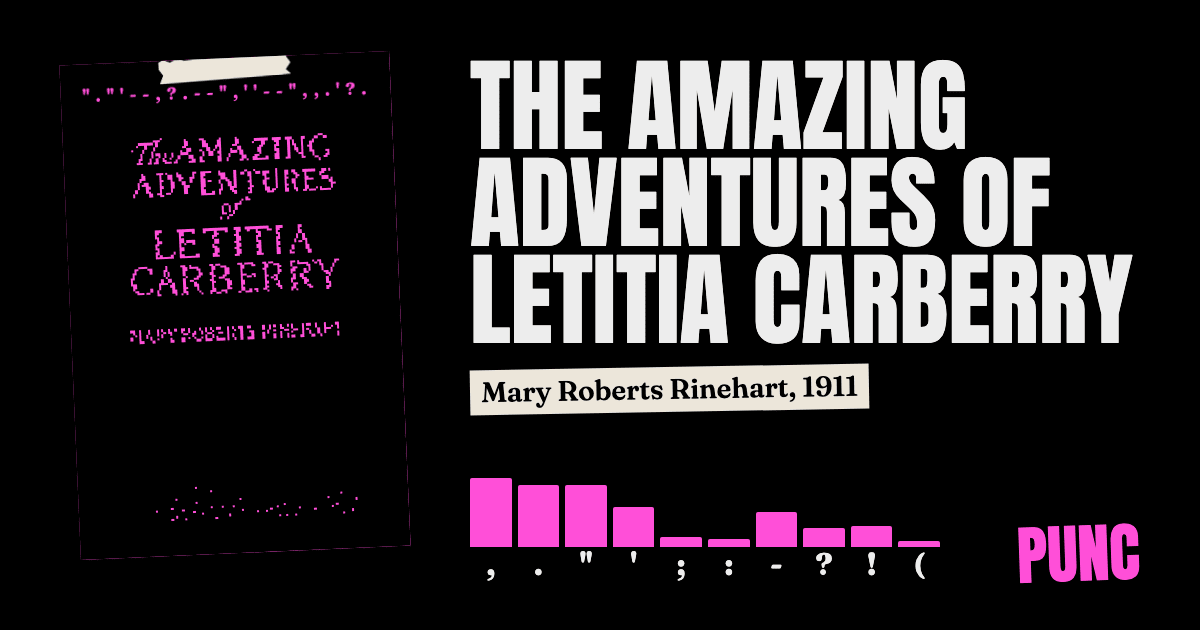 "."'--,?.--",''--",,.'?.
The AMAZING
ADVENTURES
of
LETITIA
CARBERRY
MARY ROBERTS RINEHART
THE AMAZING
ADVENTURES OF
LETITIA CARBERRY
Mary Roberts Rinehart, 1911
, . " ' ; : - ? ! (
PUNC